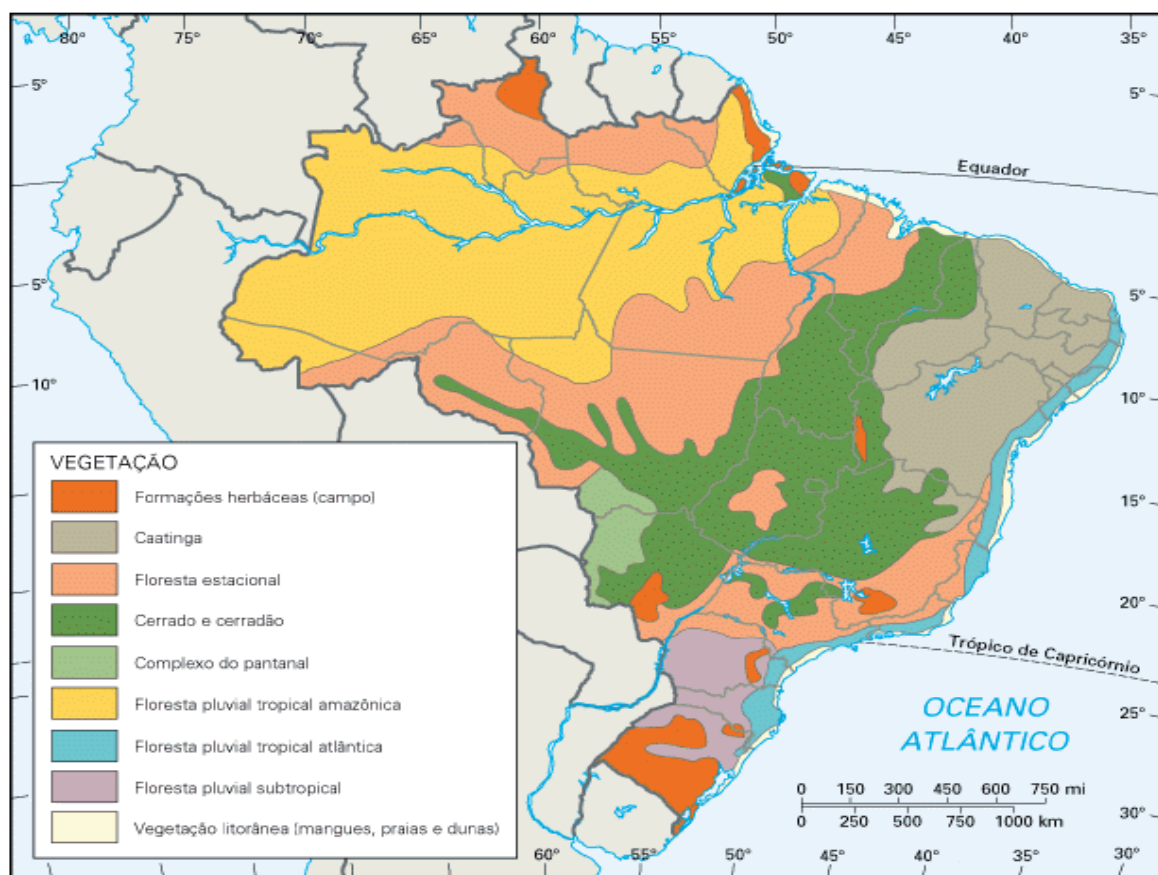 80° 75° 70° 65° 60° 55° 50° 45° 40° 35°
5° 5°
Equador
5°
10° 10°
15°
20°
Trópico de Capricórnio
25°
30°
OCEANO
ATLÂNTICO
0 150 300 450 600 750 mi
0 250 500 750 1000 km
VEGETAÇÃO
Formações herbáceas (campo)
Caatinga
Floresta estacional
Cerrado e cerradão
Complexo do pantanal
Floresta pluvial tropical amazônica
Floresta pluvial tropical atlântica
Floresta pluvial subtropical
Vegetação litorânea (mangues, praias e dunas)
60° 55° 50° 45° 40° 35° 30°